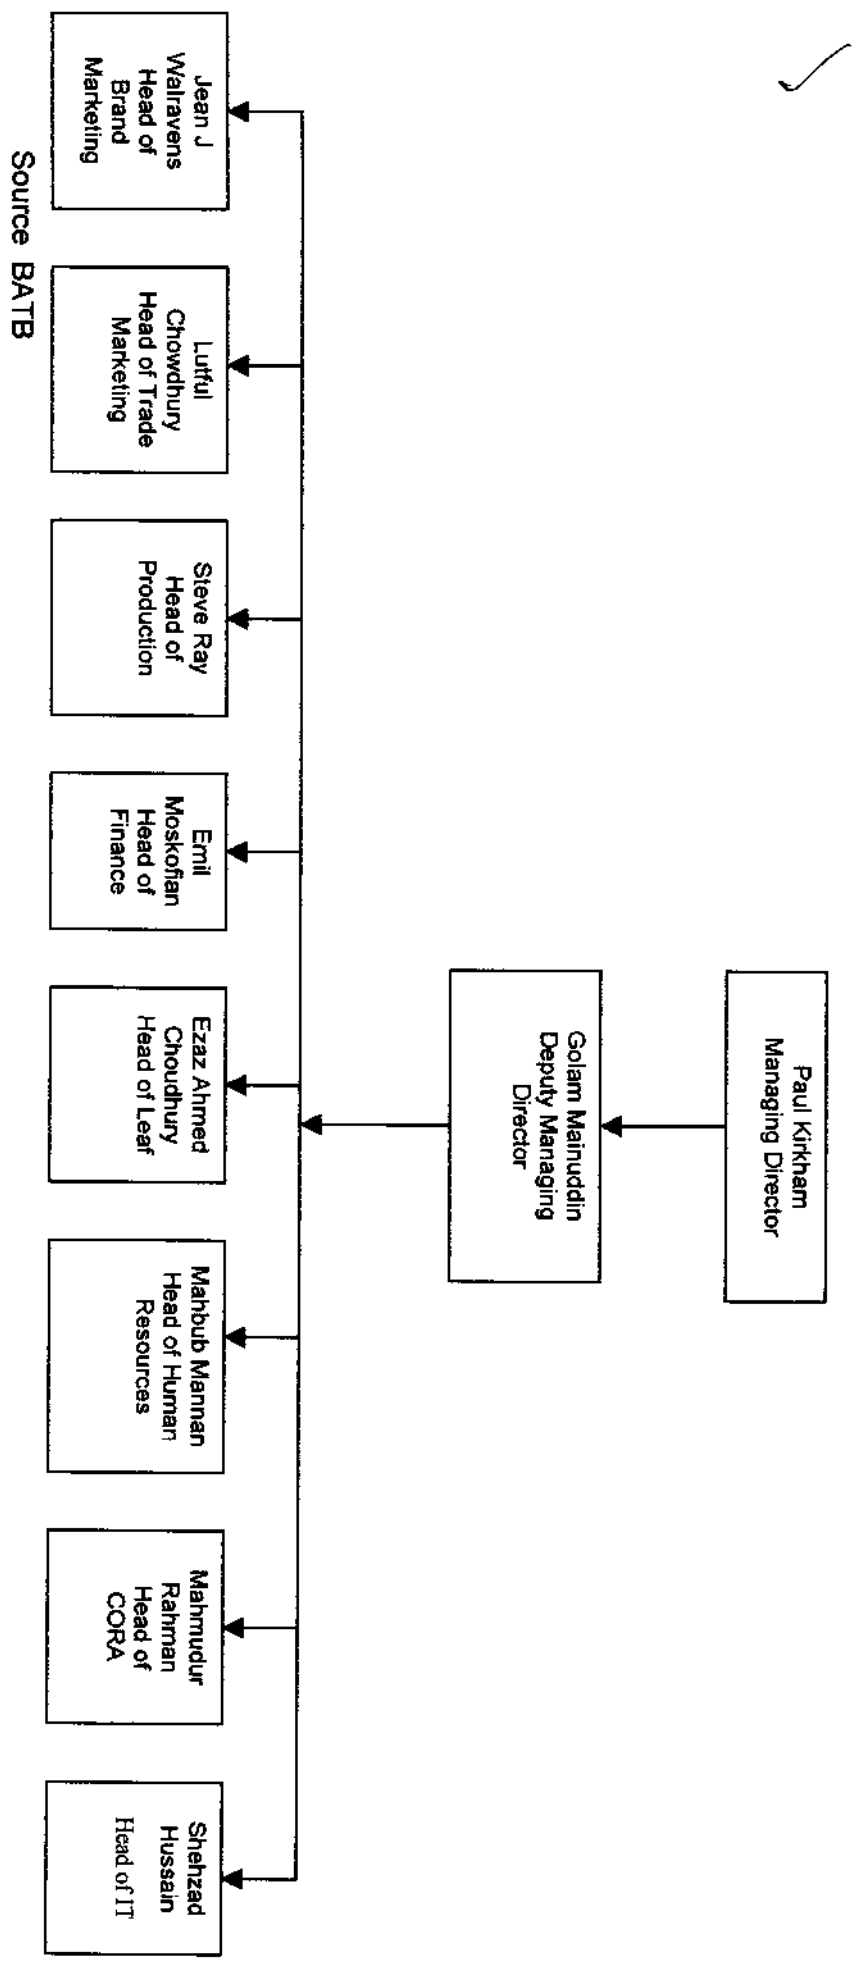 Paul Kirkham
Managing Director
Golam Mainuddin
Deputy Managing
Director
Jean J
Walravens
Head of
Brand
Marketing
Lutful
Chowdhury
Head of Trade
Marketing
Steve Ray
Head of
Production
Emil
Moskofian
Head of
Finance
Ezaz Ahmed
Choudhury
Head of Leaf
Mahbub Mannan
Head of Human
Resources
Mahmudur
Rahman
Head of
CORA
Shehzad
Hussain
Head of IT
Source BATB